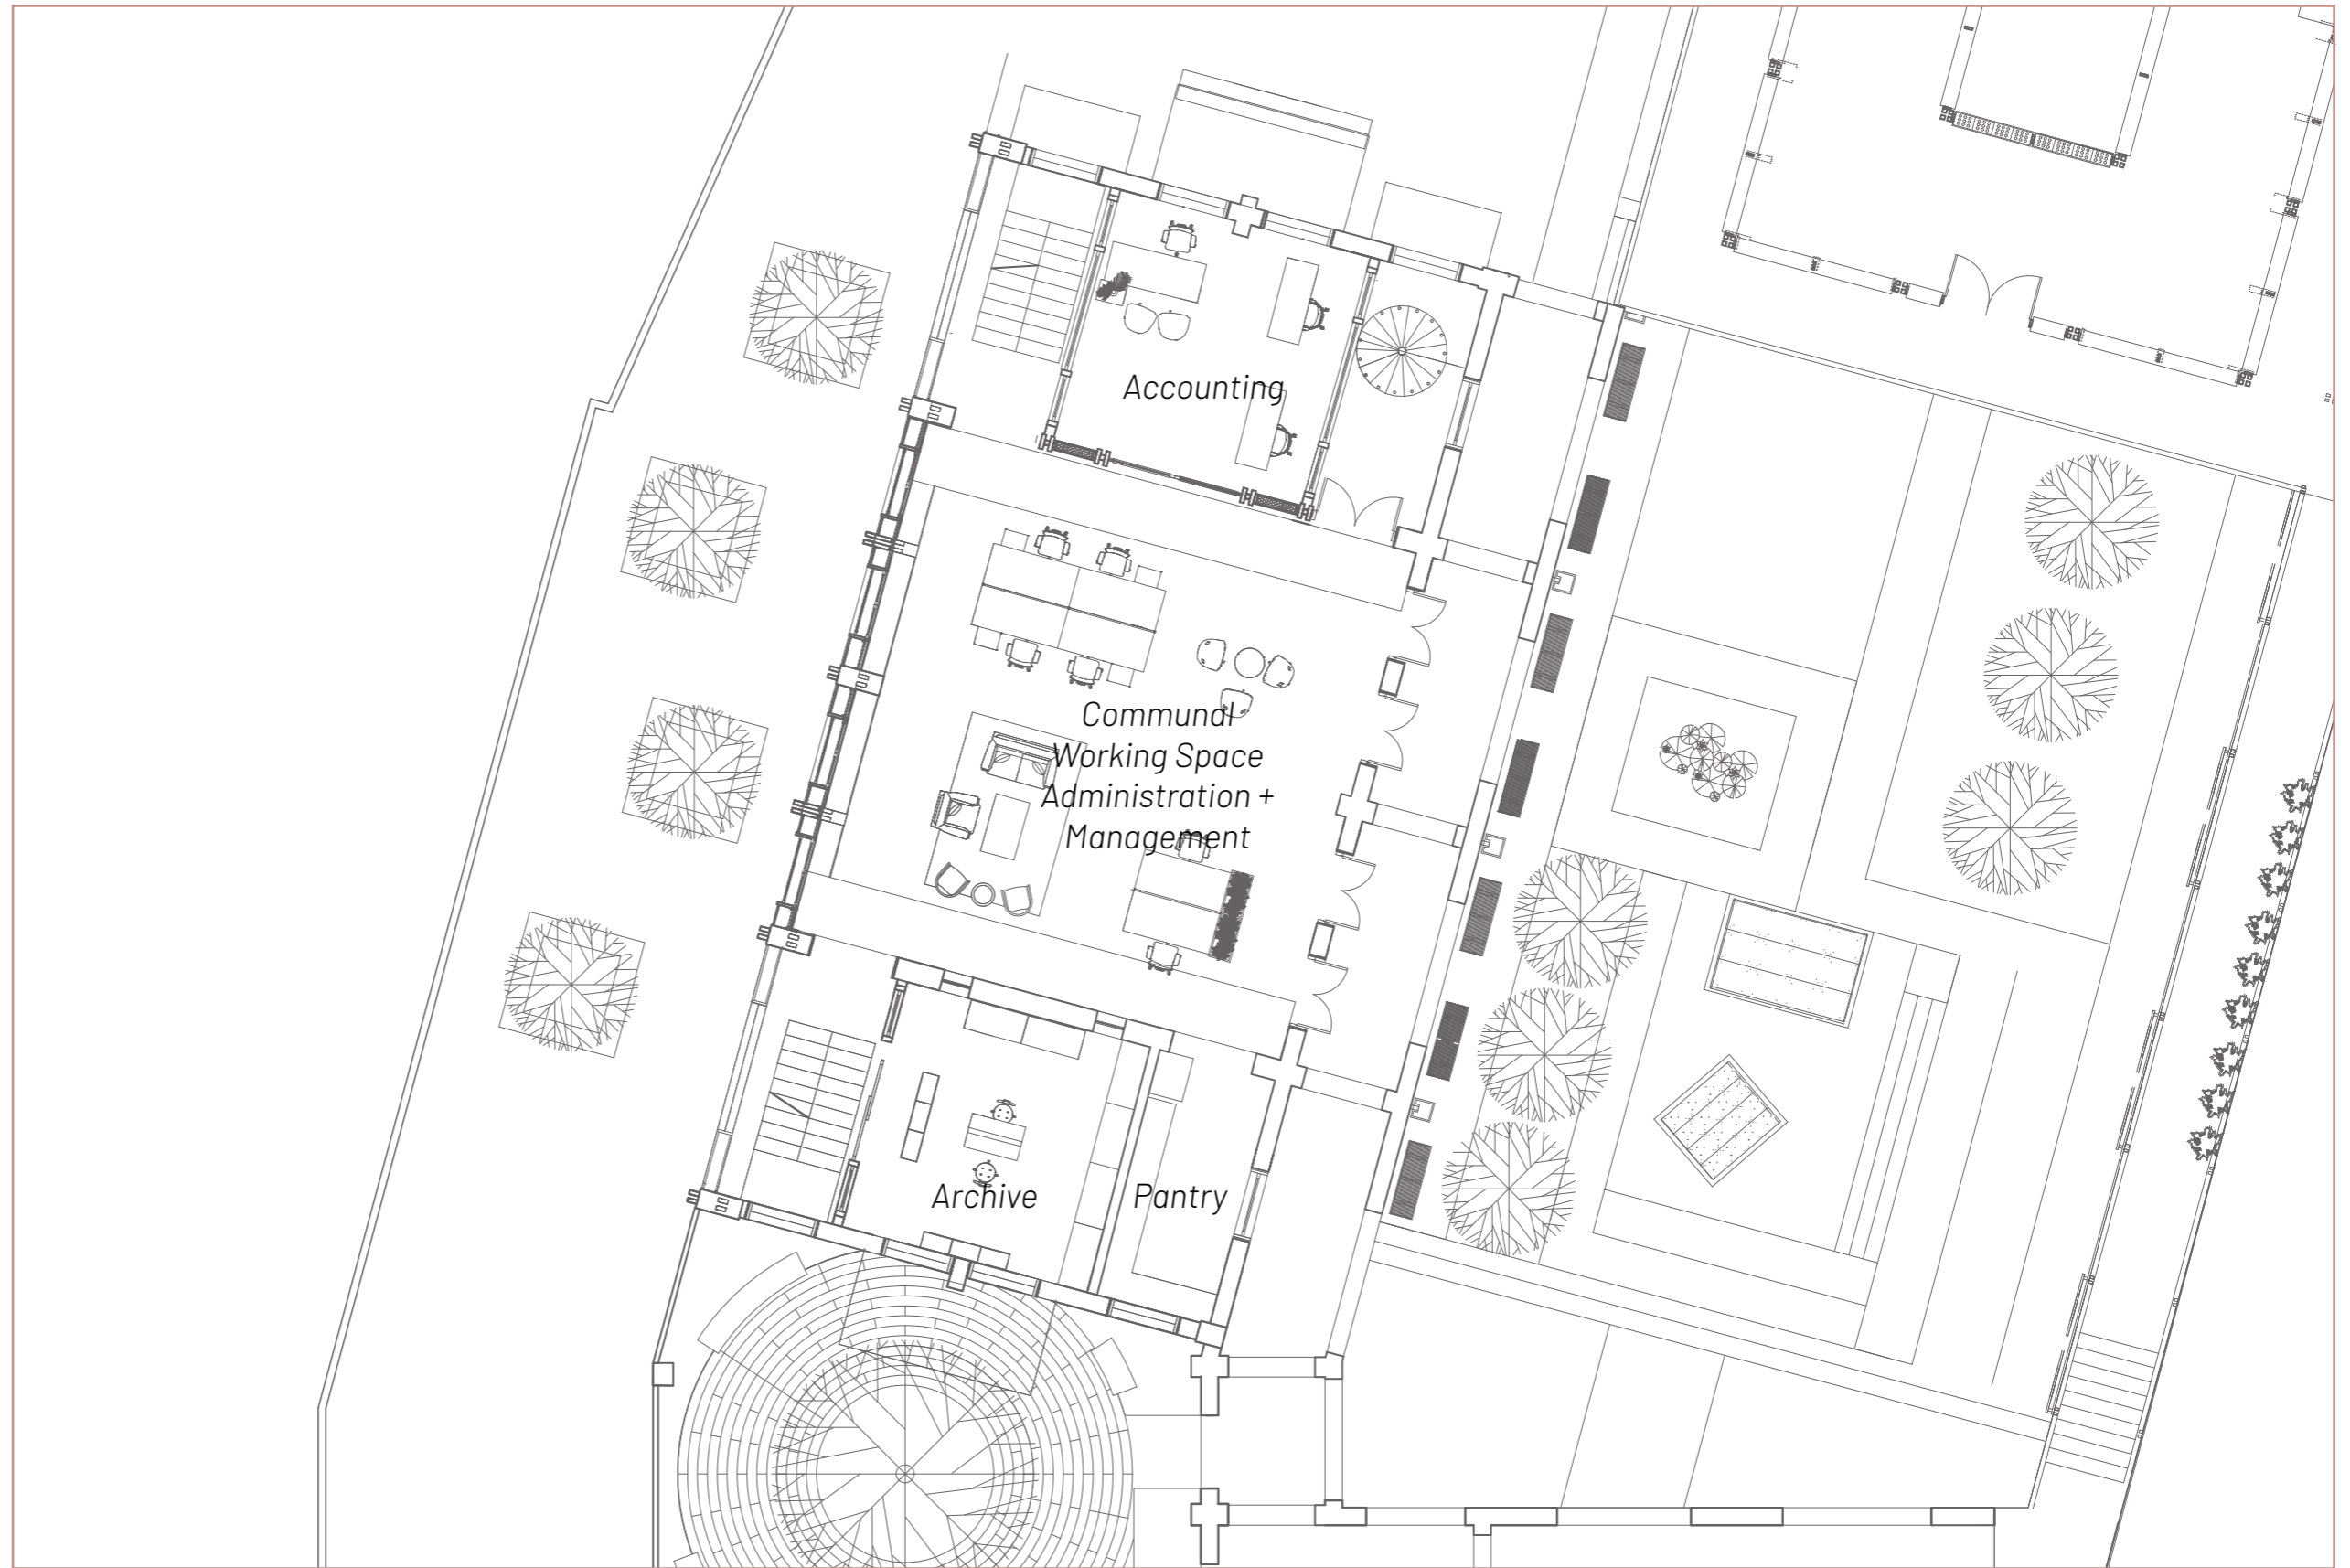 Accounting
Communal
Working Space
Administration +
Management
Archive
Pantry